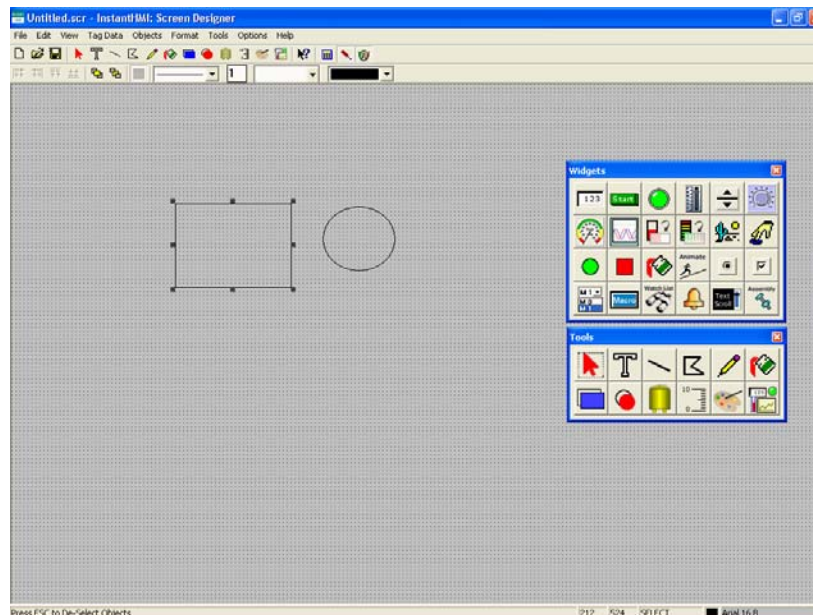 Untitled.scr - InstantHMI: Screen Designer
File Edit View Tag Data Objects Format Tools Options Help
1
Widgets
123 Start
Animate
Macro Watch List Text Scroll Assembly
Tools
10
0
Press ESC to De-Select Objects 212 524 SELECT Arial 16 B